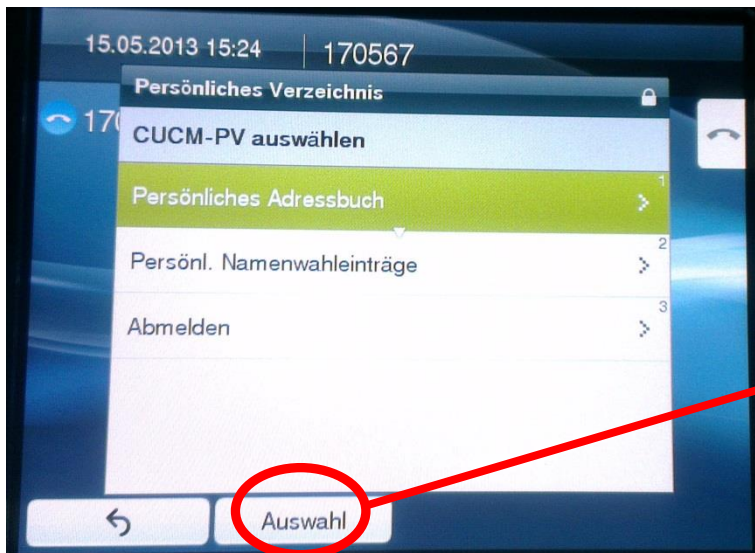 15.05.2013 15:24 170567
Persönliches Verzeichnis
170
CUCM-PV auswählen
Persönliches Adressbuch 1
Persönl. Namenwahleinträge 2
Abmelden 3
Auswahl